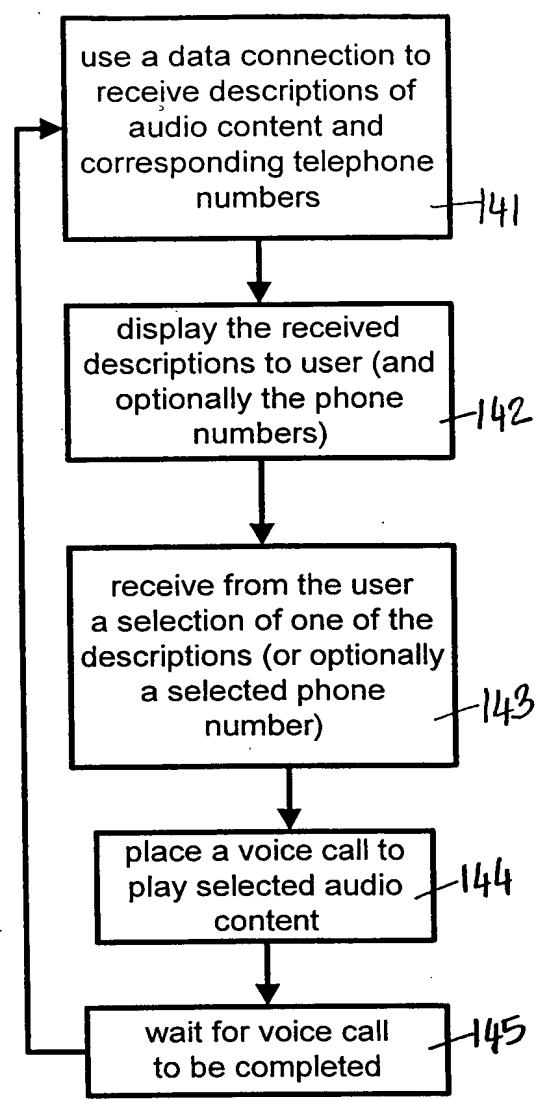 use a data connection to
receive descriptions of
audio content and
corresponding telephone
numbers
141
display the received
descriptions to user (and
optionally the phone
numbers)
142
receive from the user
a selection of one of the
descriptions (or optionally
a selected phone
number)
143
place a voice call to
play selected audio
content
144
wait for voice call
to be completed
145